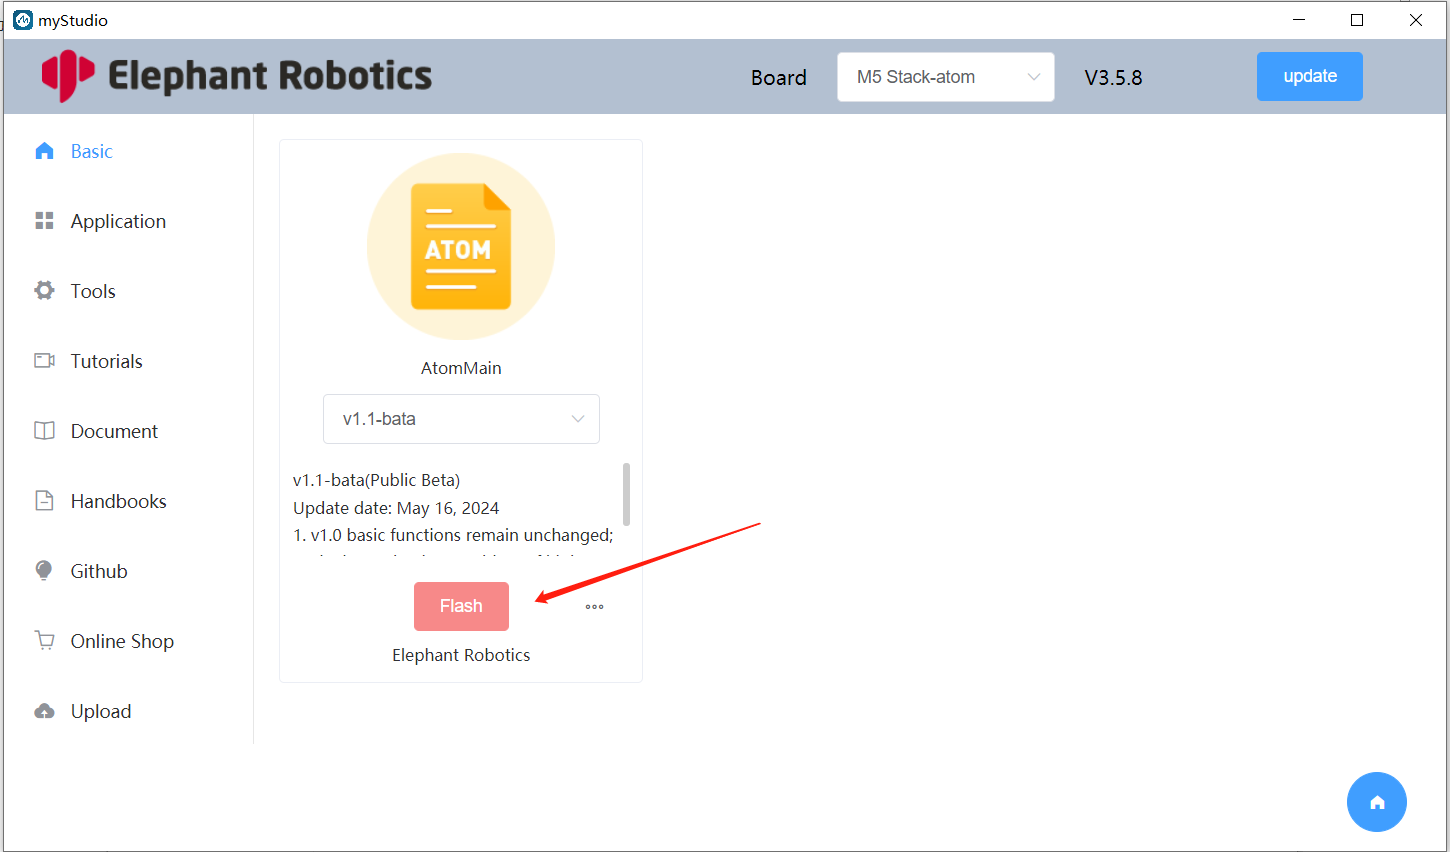 myStudio
Elephant Robotics
Board
M5 Stack-atom
V3.5.8
update
Basic
Application
Tools
Tutorials
Document
Handbooks
Github
Online Shop
Upload
ATOM
AtomMain
v1.1-bata
v1.1-bata(Public Beta)
Update date: May 16, 2024
1. v1.0 basic functions remain unchanged;
Flash
Elephant Robotics